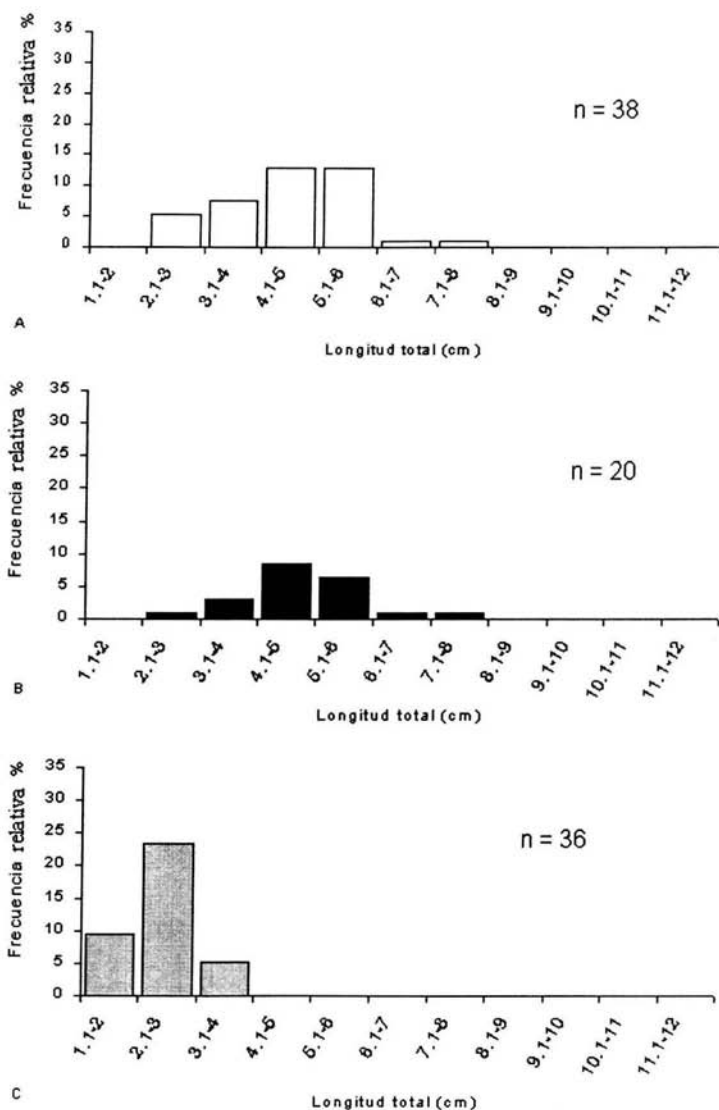 Frecuencia relativa %
35
30
25
20
15
10
5
0
n = 38
1.1-2 2.1-3 3.1-4 4.1-5 5.1-6 6.1-7 7.1-8 8.1-9 9.1-10 10.1-11 11.1-12
A
Longitud total (cm)
Frecuencia relativa %
35
30
25
20
15
10
5
0
n = 20
1.1-2 2.1-3 3.1-4 4.1-5 5.1-6 6.1-7 7.1-8 8.1-9 9.1-10 10.1-11 11.1-12
B
Longitud total (cm)
Frecuencia relativa %
35
30
25
20
15
10
5
0
n = 36
1.1-2 2.1-3 3.1-4 4.1-5 5.1-6 6.1-7 7.1-8 8.1-9 9.1-10 10.1-11 11.1-12
C
Longitud total (cm)